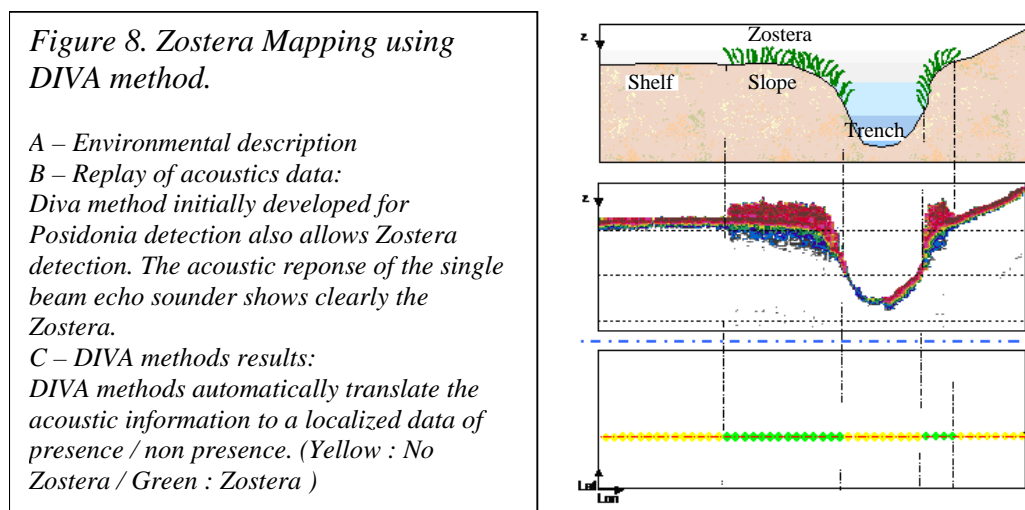 Figure 8. Zostera Mapping using
DIVA method.
A – Environmental description
B – Replay of acoustics data:
Diva method initially developed for
Posidonia detection also allows Zostera
detection. The acoustic reponse of the single
beam echo sounder shows clearly the
Zostera.
C – DIVA methods results:
DIVA methods automatically translate the
acoustic information to a localized data of
presence / non presence. (Yellow : No
Zostera / Green : Zostera )
z
Zostera
Shelf
Slope
Trench
z
Lat
Lon